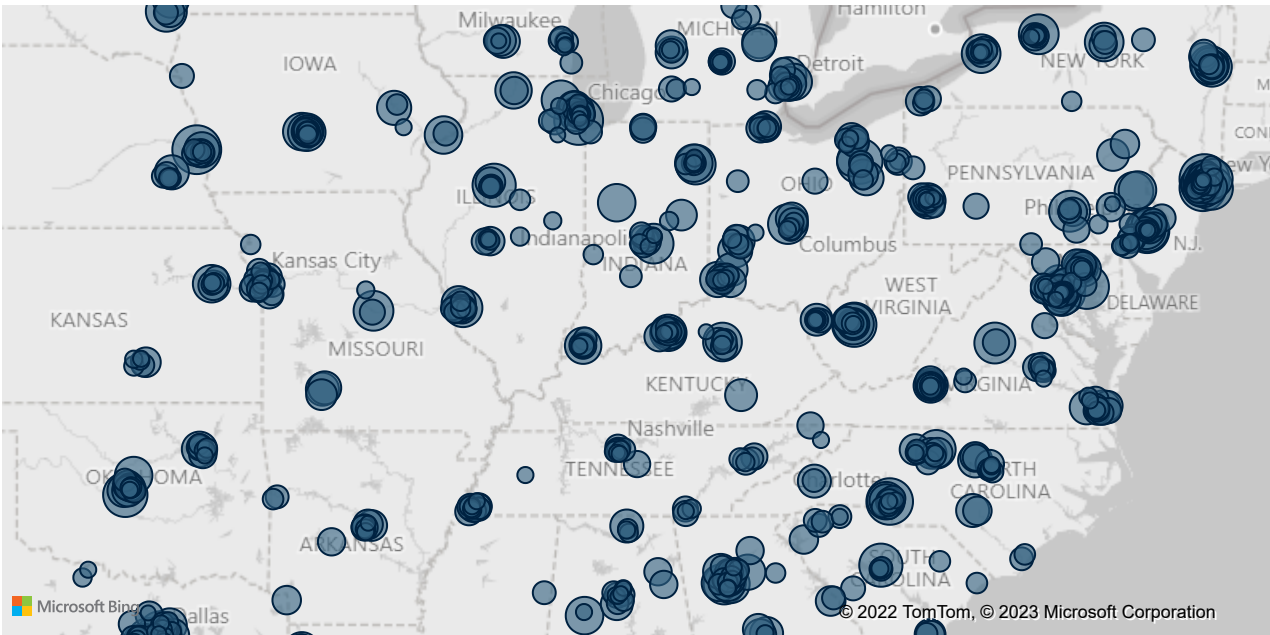 Hamilton
Milwaukee
MICHIGAN
IOWA
Detroit
NEW YORK
Chicago
M
CON
New Y
PENNSYLVANIA
OHIO
ILLINOIS
Ph
Indianapoli
Columbus
N.J.
Kansas City
INDIANA
WEST
VIRGINIA
DELAWARE
KANSAS
MISSOURI
KENTUCKY
VIRGINIA
Nashville
TENNESSEE
OKLAHOMA
Charlotte
NORTH
CAROLINA
ARKANSAS
SOUTH
CAROLINA
Microsoft Bing
Dallas
© 2022 TomTom, © 2023 Microsoft Corporation